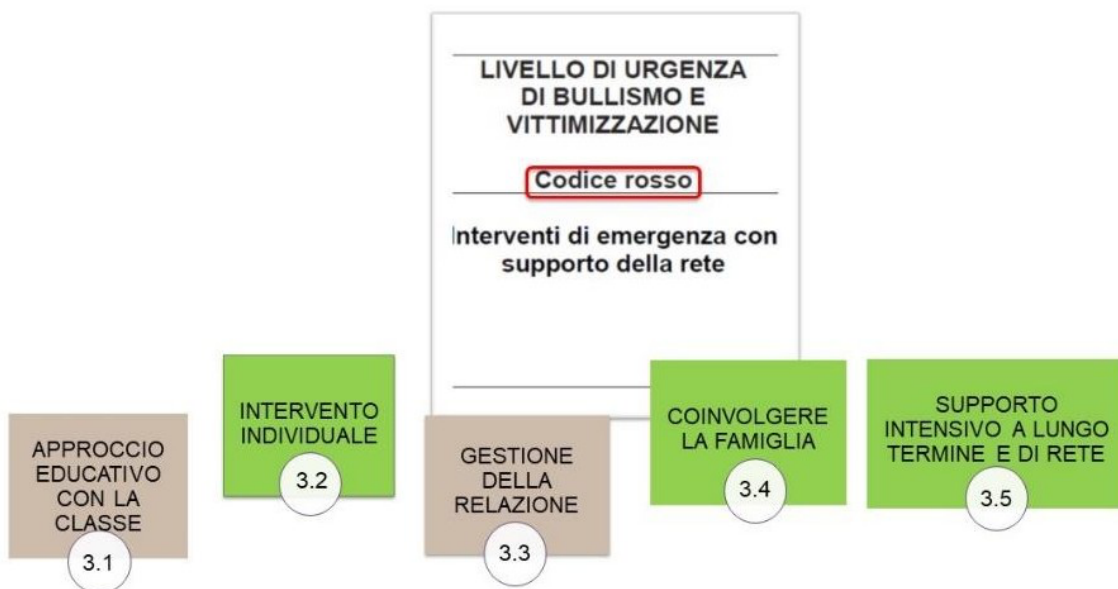 LIVELLO DI URGENZA
DI BULLISMO E
VITTIMIZZAZIONE
Codice rosso
Interventi di emergenza con
supporto della rete
APPROCCIO
EDUCATIVO
CON LA
CLASSE
3.1
INTERVENTO
INDIVIDUALE
3.2
GESTIONE
DELLA
RELAZIONE
3.3
COINVOLGERE
LA FAMIGLIA
3.4
SUPPORTO
INTENSIVO A LUNGO
TERMINE E DI RETE
3.5